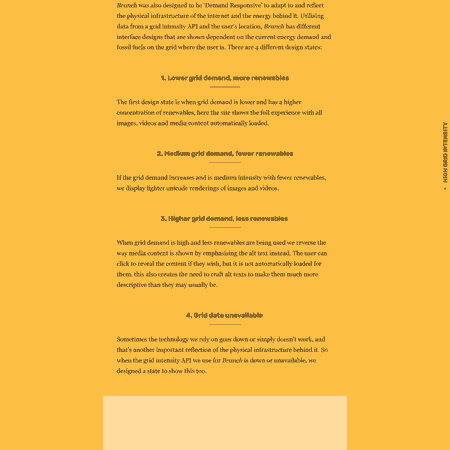 Branch was also designed to be 'Demand Responsive' to adapt to and reflect
the physical infrastructure of the internet and the energy behind it. Utilising
data from a grid intensity API and the user's location, Branch has different
interface designs that are shown dependent on the current energy demand and
fossil fuels on the grid where the user is. There are 4 different design states:
1. Lower grid demand, more renewables
The first design state is when grid demand is lower and has a higher
concentration of renewables, here the site shows the full experience with all
images, videos and media content automatically loaded.
2. Medium grid demand, fewer renewables
If the grid demand increases and is medium intensity with fewer renewables,
we display lighter unicode renderings of images and videos.
3. Higher grid demand, less renewables
When grid demand is high and less renewables are being used we reverse the
way media content is shown by emphasizing the alt text instead. The user can
click to reveal the content if they wish, but it is not automatically loaded for
them, this also creates the need to craft alt texts to make them much more
descriptive than they may usually be.
4. Grid data unavailable
Sometimes the technology we rely on goes down or simply doesn't work, and
that's another important reflection of the physical infrastructure behind it. So
when the grid intensity API we use for Branch is down or unavailable, we
designed a state to show this too.
HIGH GRID INTENSITY